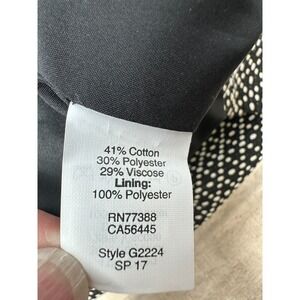 41% Cotton
30% Polyester
29% Viscose
Lining:
100% Polyester
RN77388
CA56445
Style G2224
SP 17